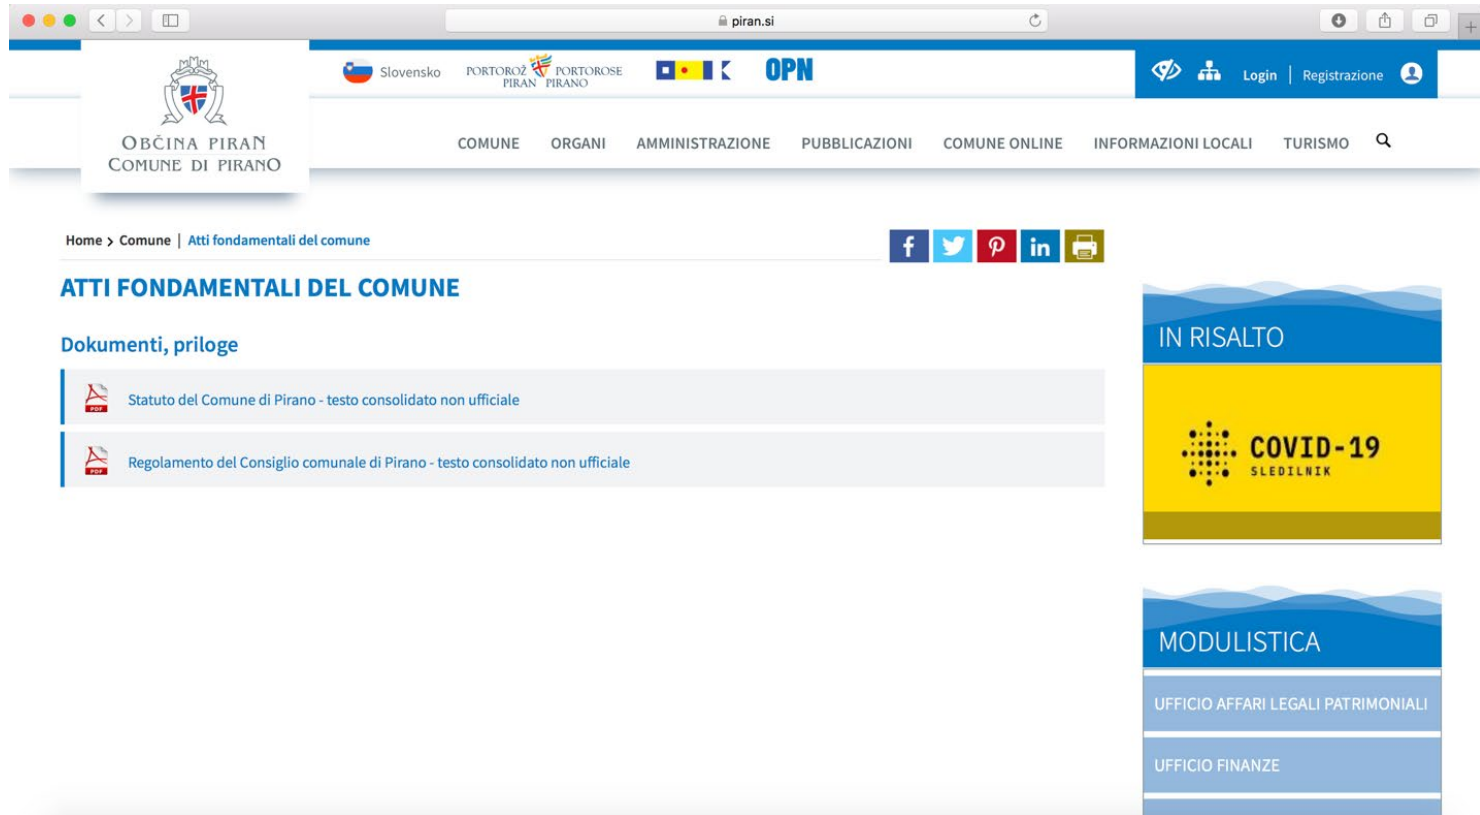 piran.si
Slovensko
PORTOROŽ PORTOROSE
PIRAN PIRANO
OPN
Login | Registrazione
OBČINA PIRAN
COMUNE DI PIRANO
COMUNE ORGANI AMMINISTRAZIONE PUBBLICAZIONI COMUNE ONLINE INFORMAZIONI LOCALI TURISMO
Home > Comune | Atti fondamentali del comune
ATTI FONDAMENTALI DEL COMUNE
Dokumenti, priloge
PDF Statuto del Comune di Pirano - testo consolidato non ufficiale
PDF Regolamento del Consiglio comunale di Pirano - testo consolidato non ufficiale
IN RISALTO
COVID-19
SLEDILNIK
MODULISTICA
UFFICIO AFFARI LEGALI PATRIMONIALI
UFFICIO FINANZE